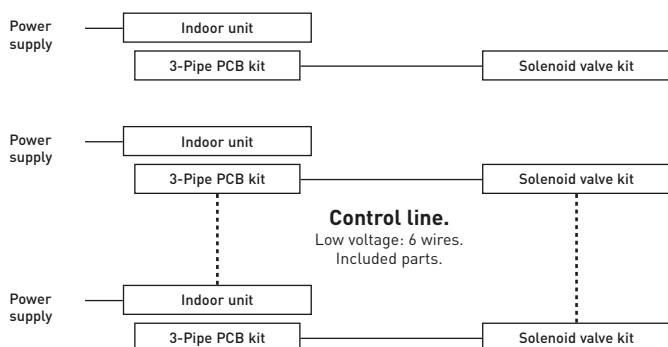 Power
supply
Indoor unit
3-Pipe PCB kit
Solenoid valve kit
Power
supply
Indoor unit
3-Pipe PCB kit
Solenoid valve kit
Control line.
Low voltage: 6 wires.
Included parts.
Power
supply
Indoor unit
3-Pipe PCB kit
Solenoid valve kit